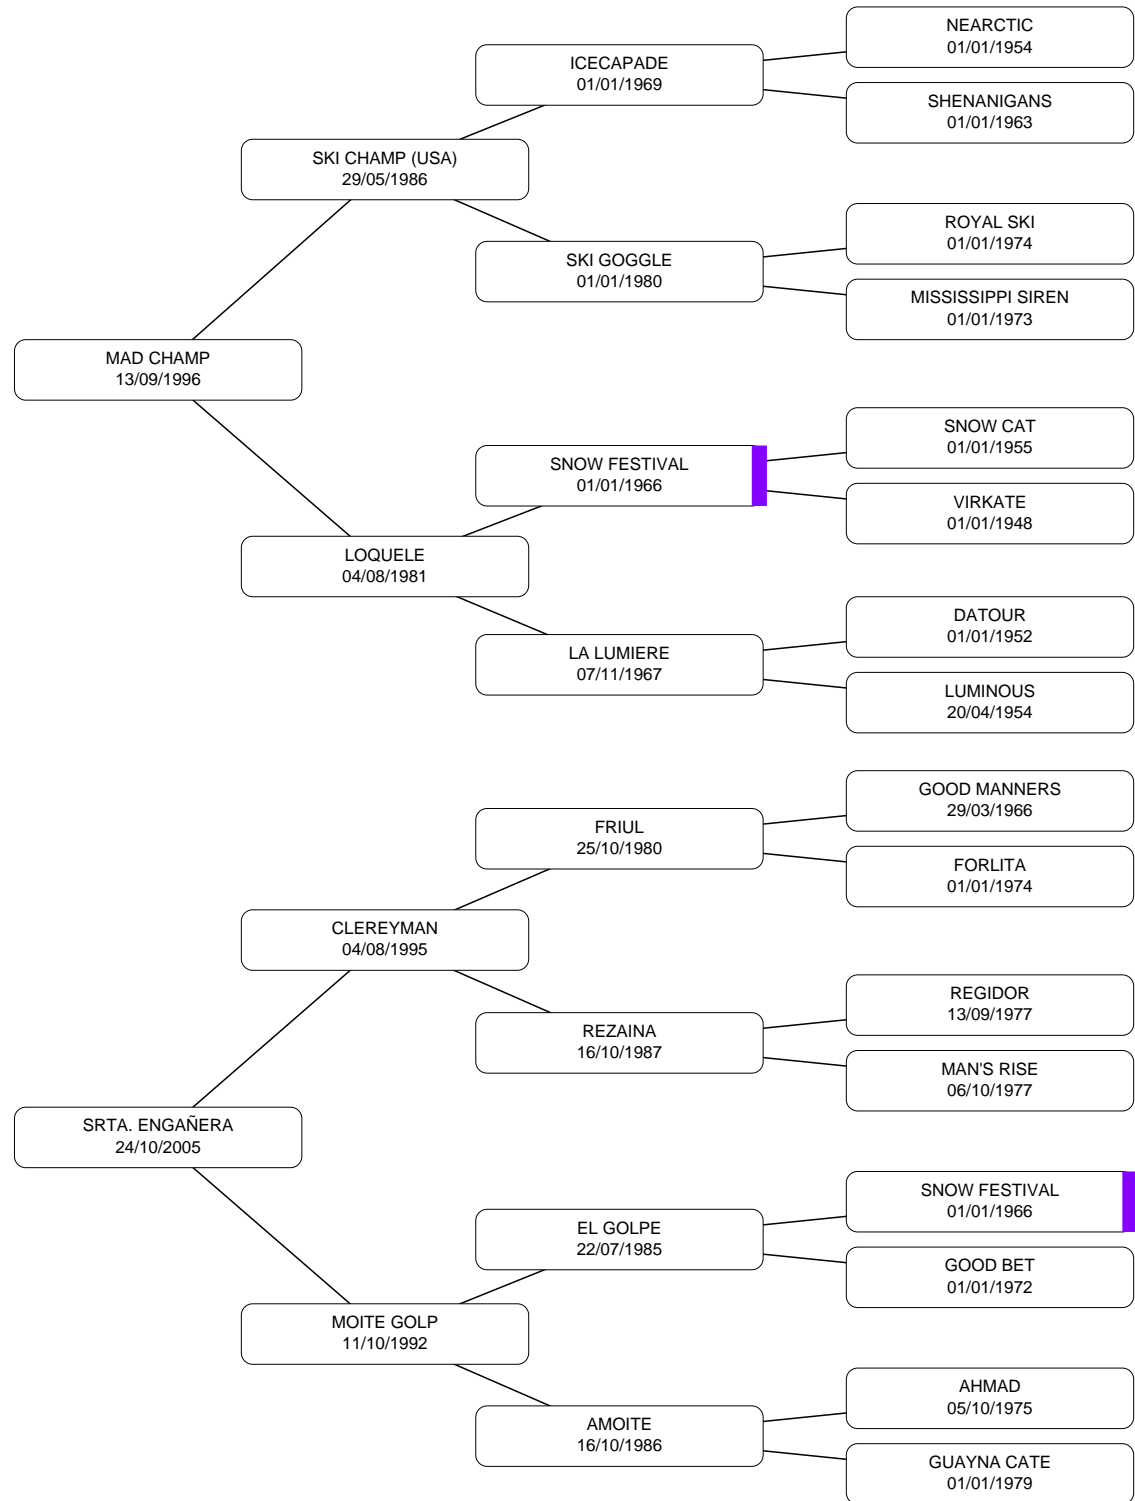 NEARCTIC
01/01/1954
ICECAPADE
01/01/1969
SHENANIGANS
01/01/1963
SKI CHAMP (USA)
29/05/1986
ROYAL SKI
01/01/1974
SKI GOGGLE
01/01/1980
MISSISSIPPI SIREN
01/01/1973
MAD CHAMP
13/09/1996
SNOW CAT
01/01/1955
SNOW FESTIVAL
01/01/1966
VIRKATE
01/01/1948
LOQUELE
04/08/1981
DATOUR
01/01/1952
LA LUMIERE
07/11/1967
LUMINOUS
20/04/1954
GOOD MANNERS
29/03/1966
FRIUL
25/10/1980
FORLITA
01/01/1974
CLEREYMAN
04/08/1995
REGIDOR
13/09/1977
REZAINA
16/10/1987
MAN'S RISE
06/10/1977
SRTA. ENGAÑERA
24/10/2005
SNOW FESTIVAL
01/01/1966
EL GOLPE
22/07/1985
GOOD BET
01/01/1972
MOITE GOLP
11/10/1992
AHMAD
05/10/1975
AMOITE
16/10/1986
GUAYNA CATE
01/01/1979